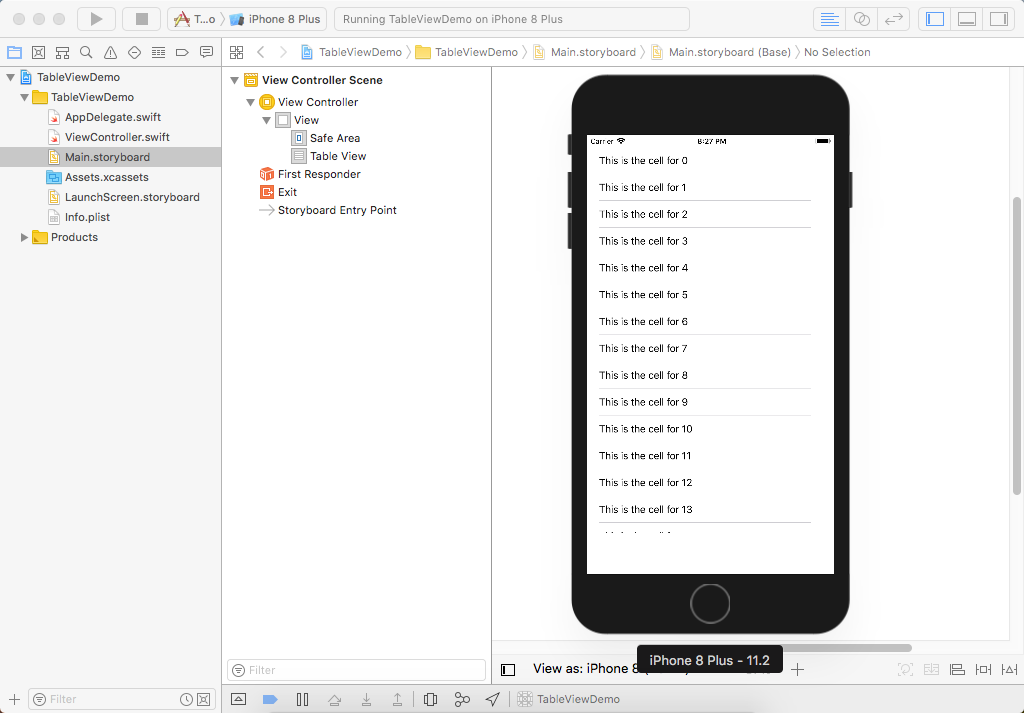 T...o
iPhone 8 Plus
Running TableViewDemo on iPhone 8 Plus
TableViewDemo
TableViewDemo
Main.storyboard
Main.storyboard (Base)
No Selection
TableViewDemo
TableViewDemo
AppDelegate.swift
ViewController.swift
Main.storyboard
Assets.xcassets
LaunchScreen.storyboard
Info.plist
Products
View Controller Scene
View Controller
View
Safe Area
Table View
First Responder
Exit
Storyboard Entry Point
Carrier
8:27 PM
This is the cell for 0
This is the cell for 1
This is the cell for 2
This is the cell for 3
This is the cell for 4
This is the cell for 5
This is the cell for 6
This is the cell for 7
This is the cell for 8
This is the cell for 9
This is the cell for 10
This is the cell for 11
This is the cell for 12
This is the cell for 13
Filter
View as: iPhone 8
iPhone 8 Plus - 11.2
Filter
TableViewDemo